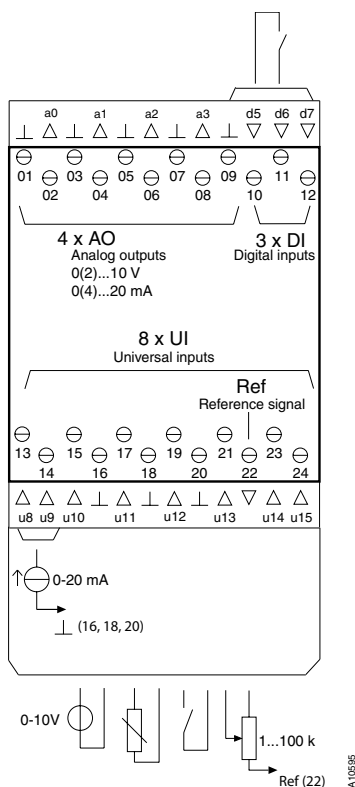 a0 a1 a2 a3 d5 d6 d7
01 03 05 07 09 11
02 04 06 08 10 12
4 x AO
Analog outputs
0(2)...10 V
0(4)...20 mA
3 x DI
Digital inputs
8 x UI
Universal inputs
Ref
Reference signal
13 15 17 19 21 23
14 16 18 20 22 24
u8 u9 u10 u11 u12 u13 u14 u15
0-20 mA
(16, 18, 20)
0-10V
1...100 k
Ref (22)
A10595